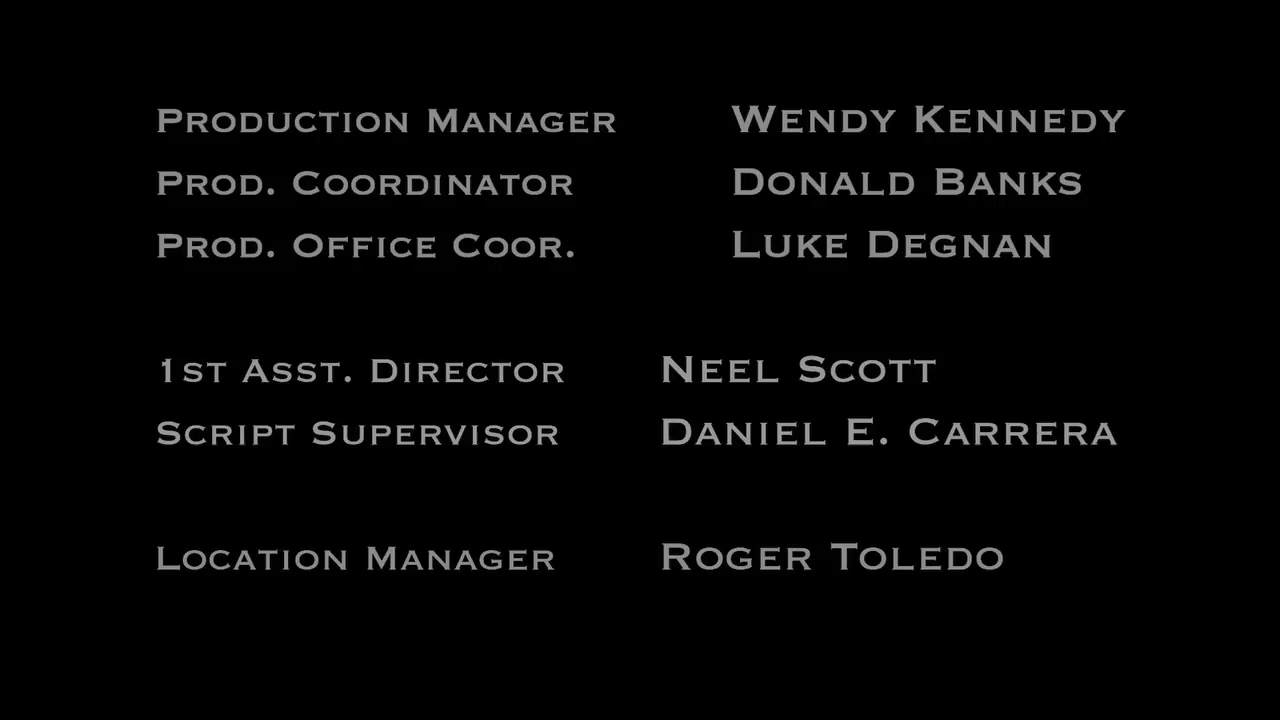 Production Manager Wendy Kennedy
Prod. Coordinator Donald Banks
Prod. Office Coor. Luke Degnan
1st Asst. Director Neel Scott
Script Supervisor Daniel E. Carrera
Location Manager Roger Toledo